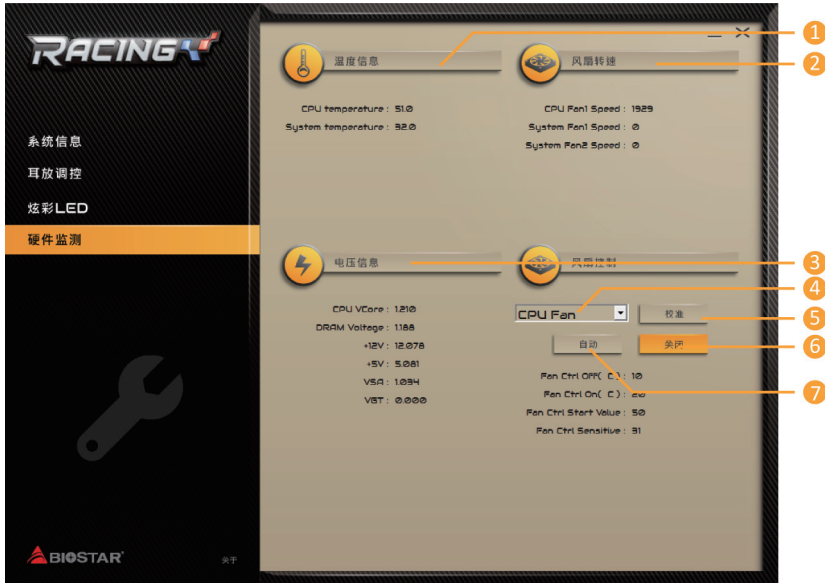 RACING
系统信息
耳放调控
炫彩LED
硬件监测
BIOSTAR
关于
温度信息
CPU temperature : 51.0
System temperature : 32.0
风扇转速
CPU Fan1 Speed : 1929
System Fan1 Speed : 0
System Fan2 Speed : 0
电压信息
CPU VCore : 1.210
DRAM Voltage : 1.188
+12V : 12.078
+5V : 5.081
VSA : 1.034
VGT : 0.000
风扇控制
CPU Fan
校准
自动
关闭
Fan Ctrl OFF( C ) : 10
Fan Ctrl On( C ) : 20
Fan Ctrl Start Value : 50
Fan Ctrl Sensitive : 31
1
2
3
4
5
6
7